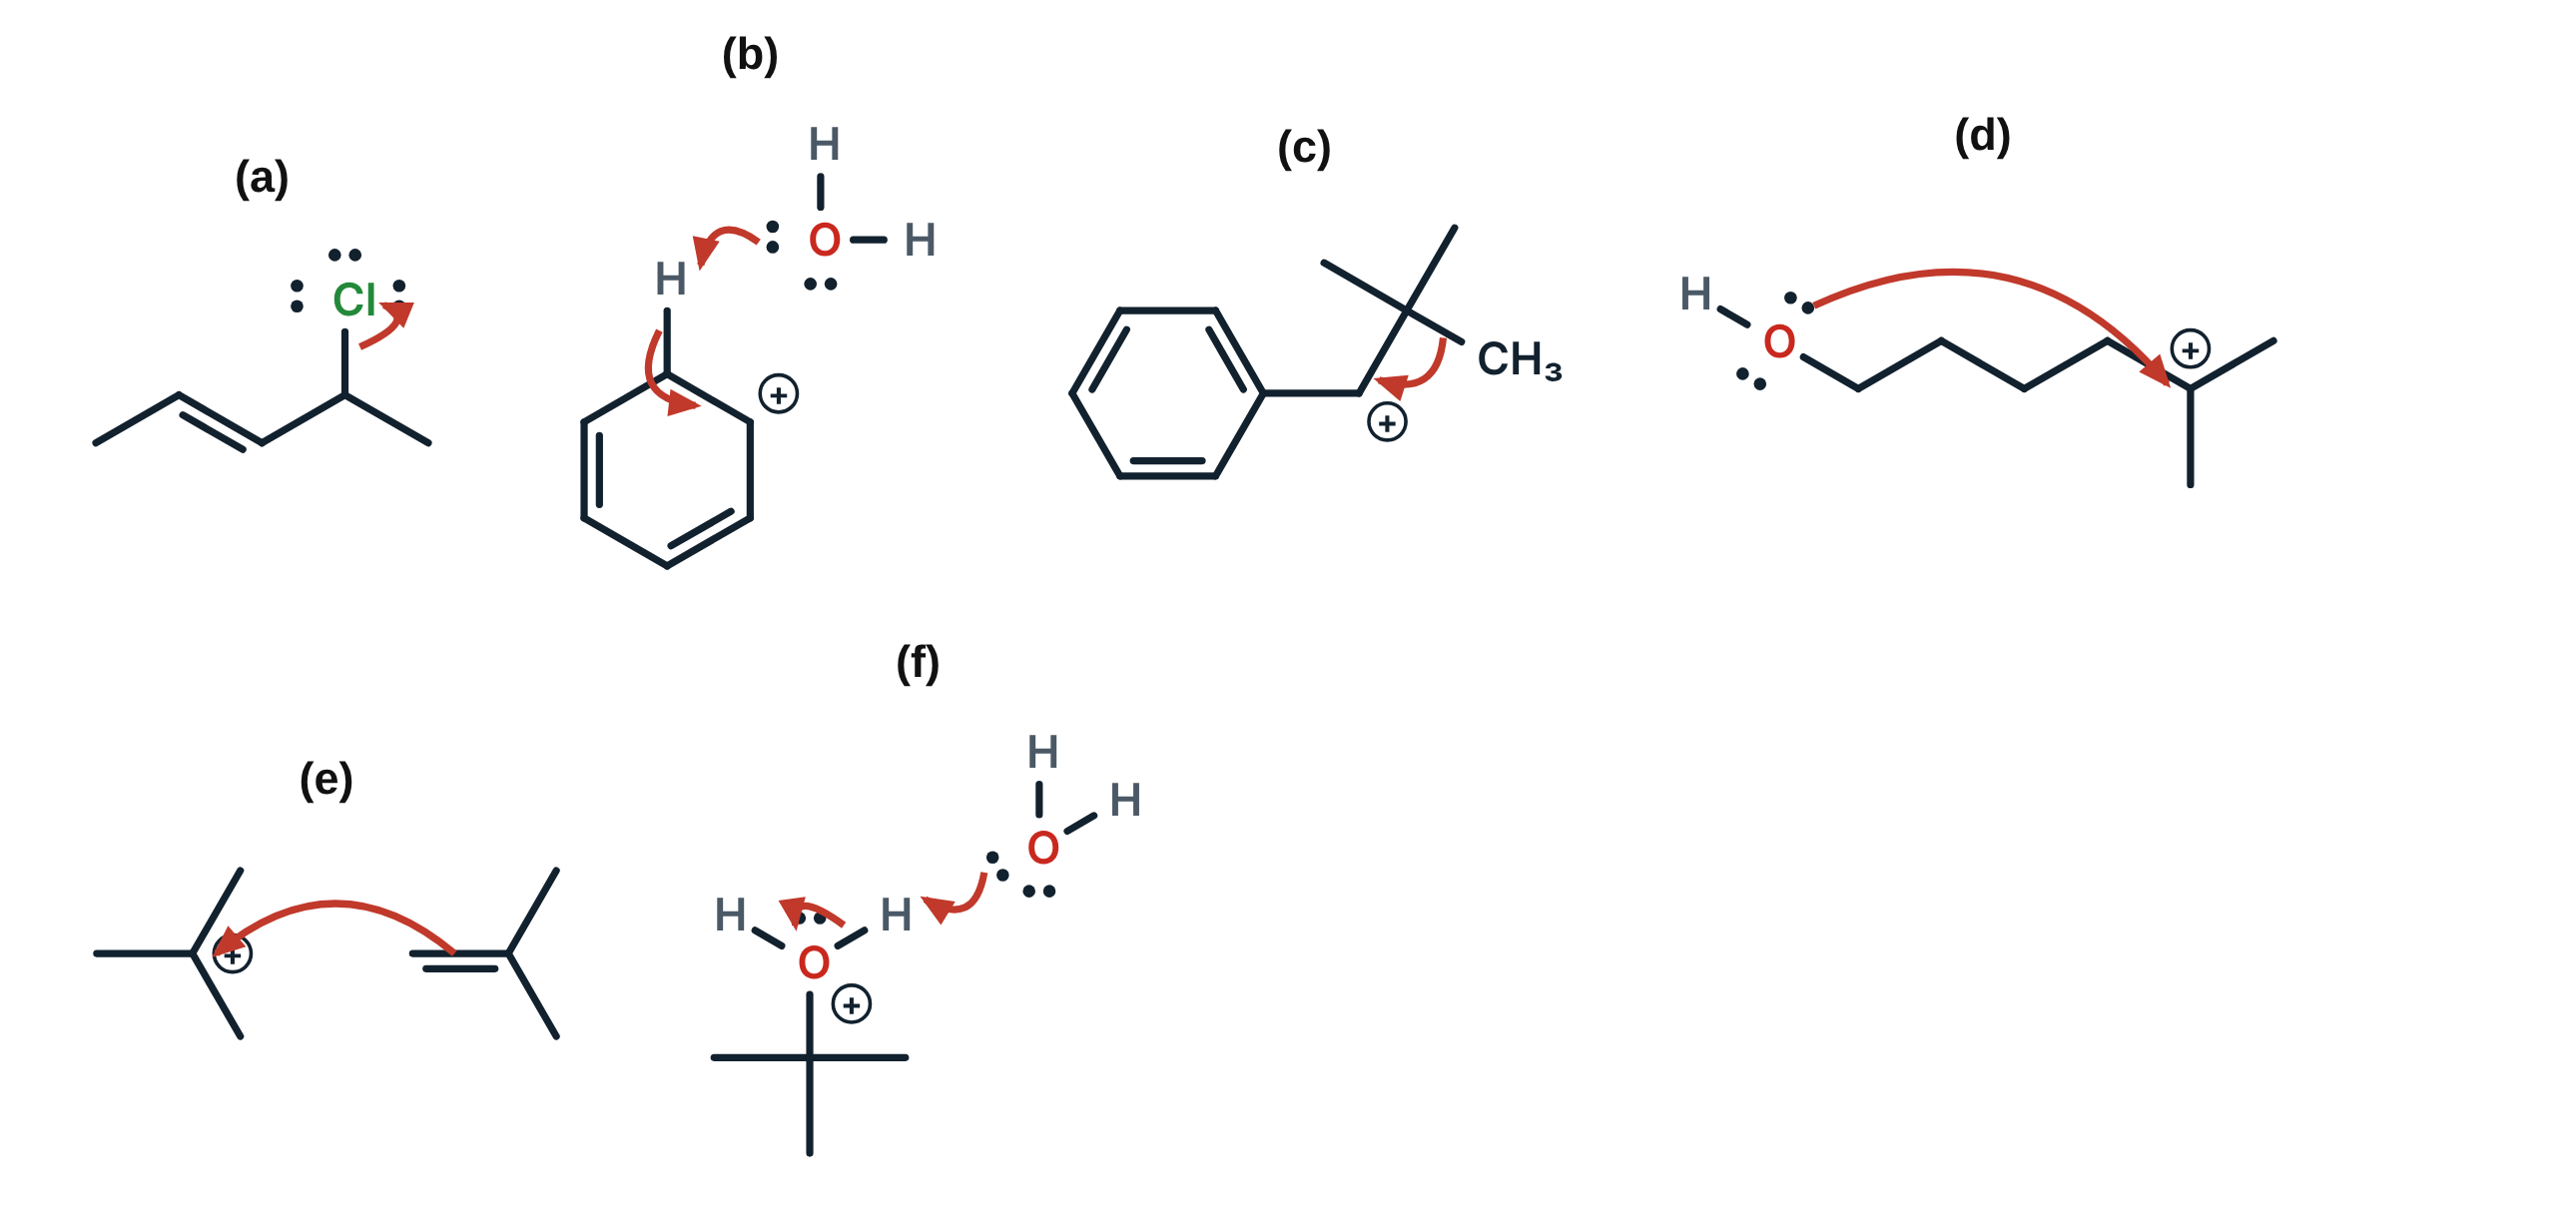 (a)
Cl
(b)
H
O H
H
(c)
CH₃
+
(d)
H
O
+
+
(e)
+
(f)
H
H
O
H H
O
+